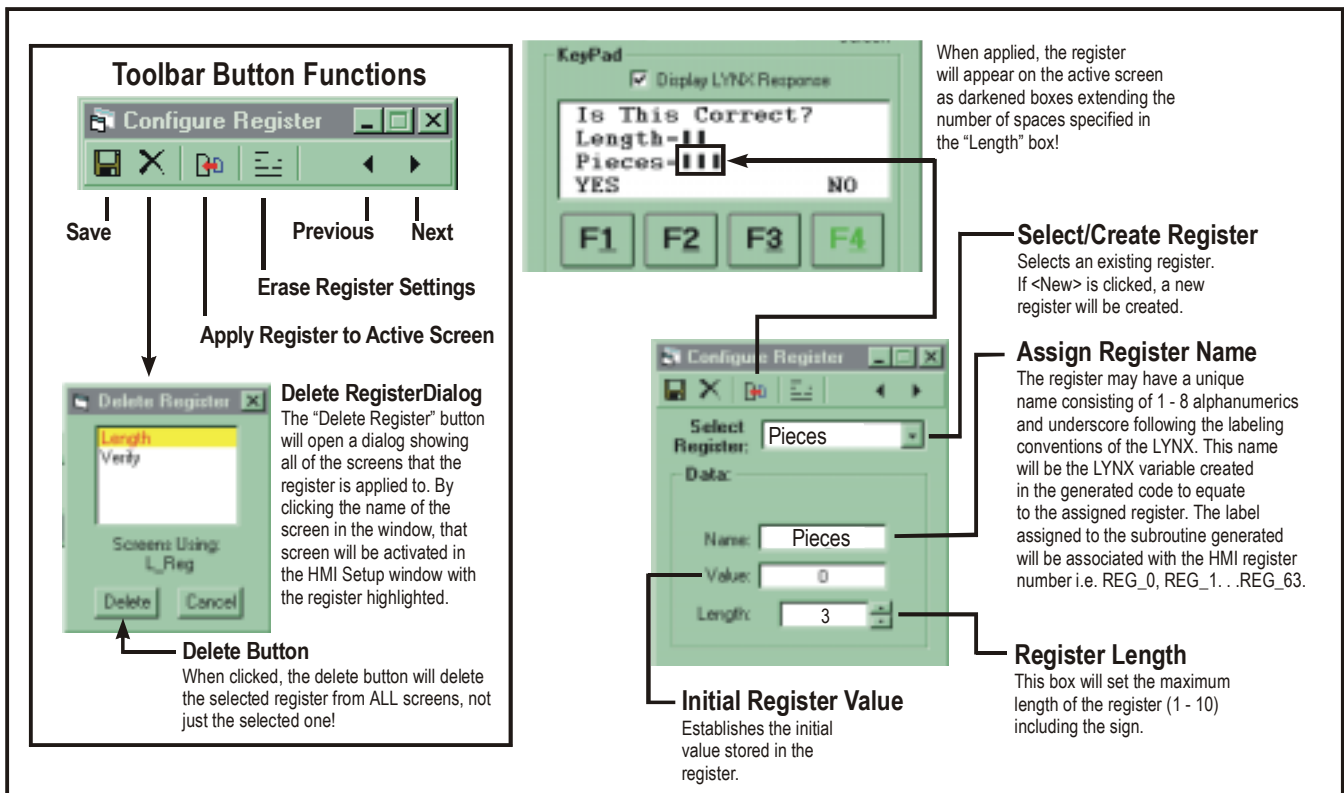 Toolbar Button Functions
Configure Register
Save
Previous
Next
Erase Register Settings
Apply Register to Active Screen
Delete Register
Length
Verify
Screens Using:
L_Reg
Delete
Cancel
Delete RegisterDialog
The “Delete Register” button
will open a dialog showing
all of the screens that the
register is applied to. By
clicking the name of the
screen in the window, that
screen will be activated in
the HMI Setup window with
the register highlighted.
Delete Button
When clicked, the delete button will delete
the selected register from ALL screens, not
just the selected one!
KeyPad
Display LYNX Response
Is This Correct?
Length=
Pieces=
YES NO
F1 F2 F3 F4
When applied, the register
will appear on the active screen
as darkened boxes extending the
number of spaces specified in
the “Length” box!
Select/Create Register
Selects an existing register.
If <New> is clicked, a new
register will be created.
Configure Register
Select
Register:
Pieces
Data:
Name: Pieces
Value: 0
Length: 3
Assign Register Name
The register may have a unique
name consisting of 1 - 8 alphanumerics
and underscore following the labeling
conventions of the LYNX. This name
will be the LYNX variable created
in the generated code to equate
to the assigned register. The label
assigned to the subroutine generated
will be associated with the HMI register
number i.e. REG_0, REG_1. . .REG_63.
Register Length
This box will set the maximum
length of the register (1 - 10)
including the sign.
Initial Register Value
Establishes the initial
value stored in the
register.